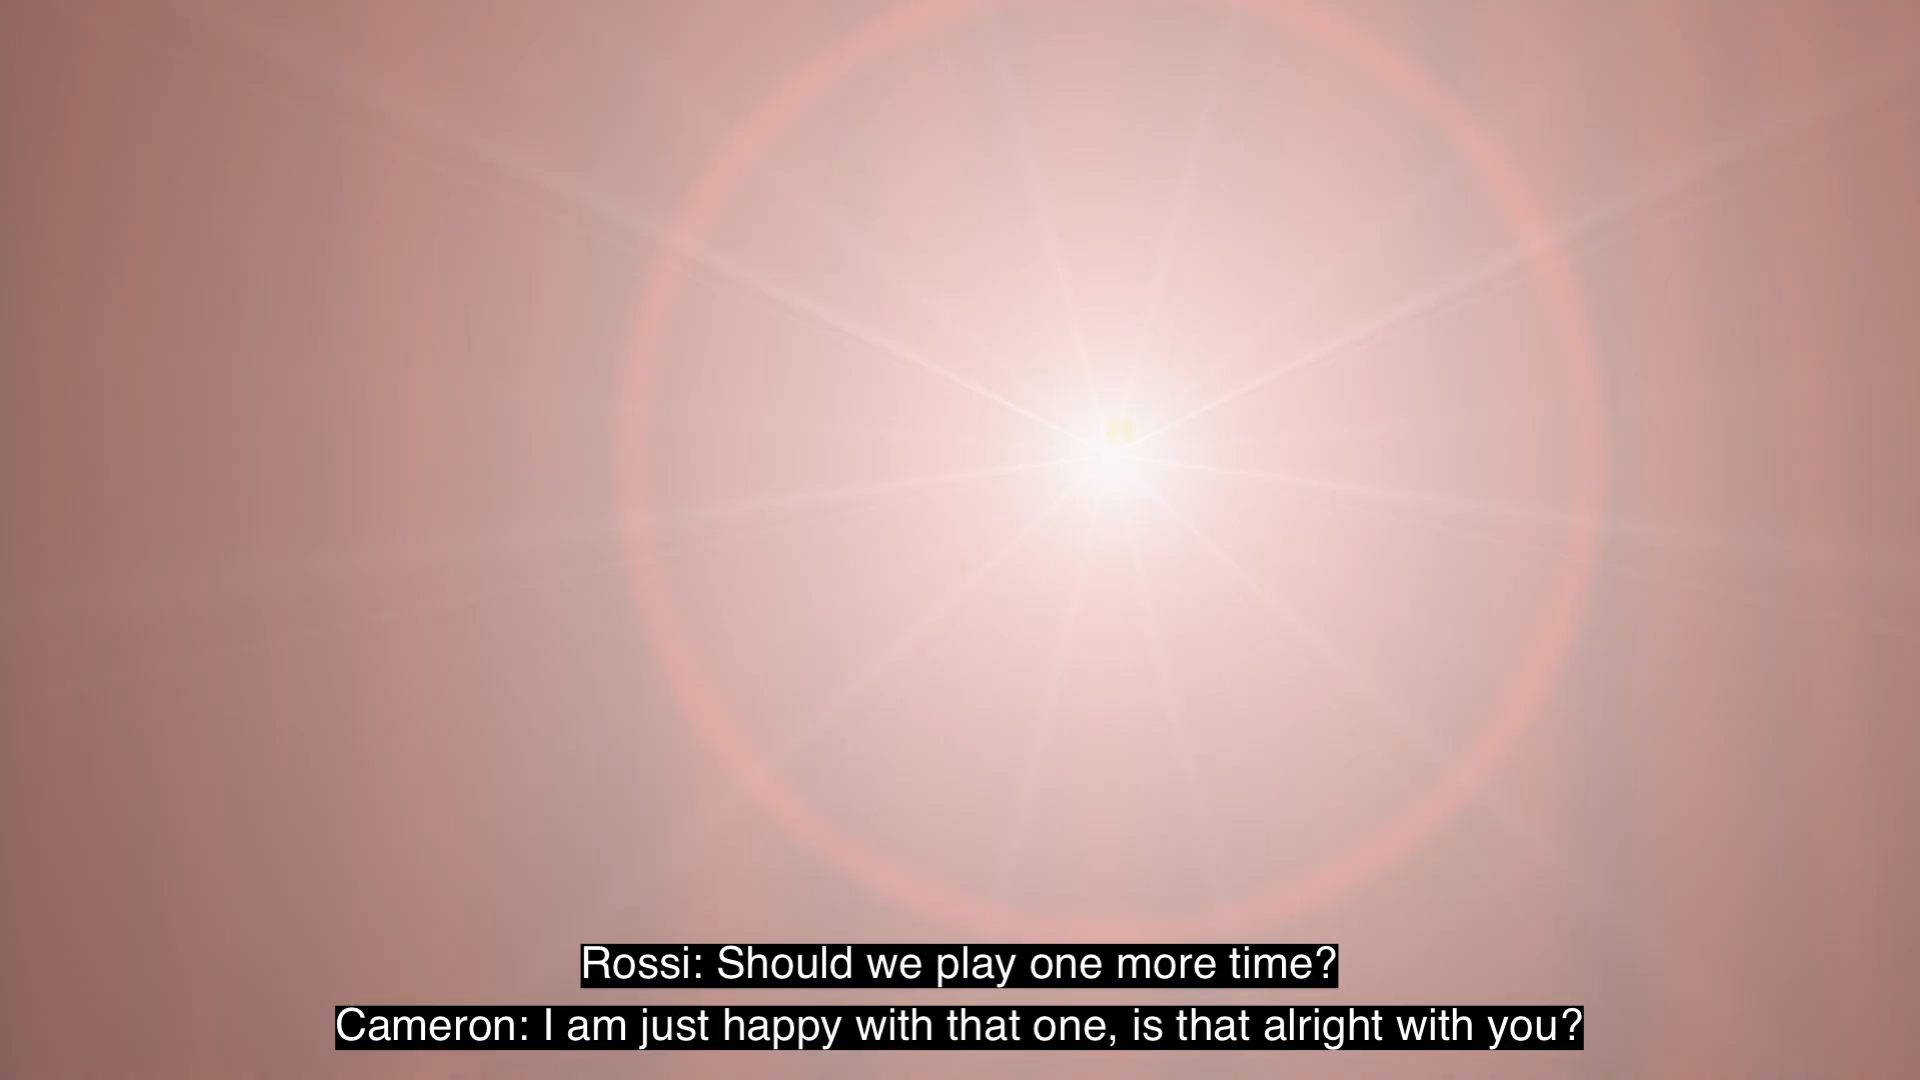 Rossi: Should we play one more time?
Cameron: I am just happy with that one, is that alright with you?